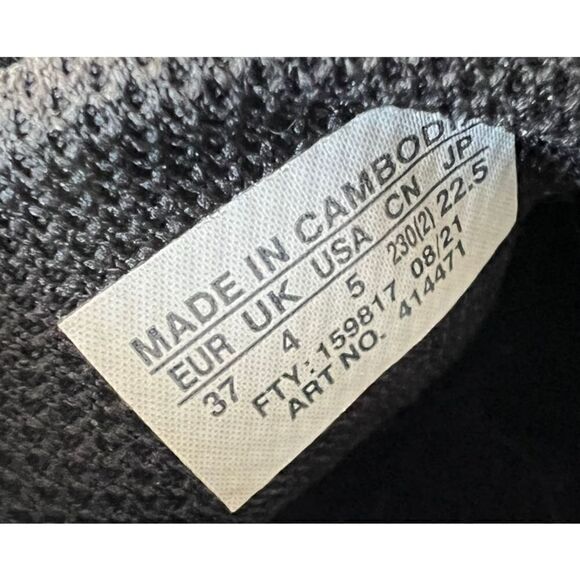 MADE IN CAMBODIA
EUR UK USA CN JP
37 4 5 230(2) 22.5
FTY: 159817 08/21
ART NO. 414471